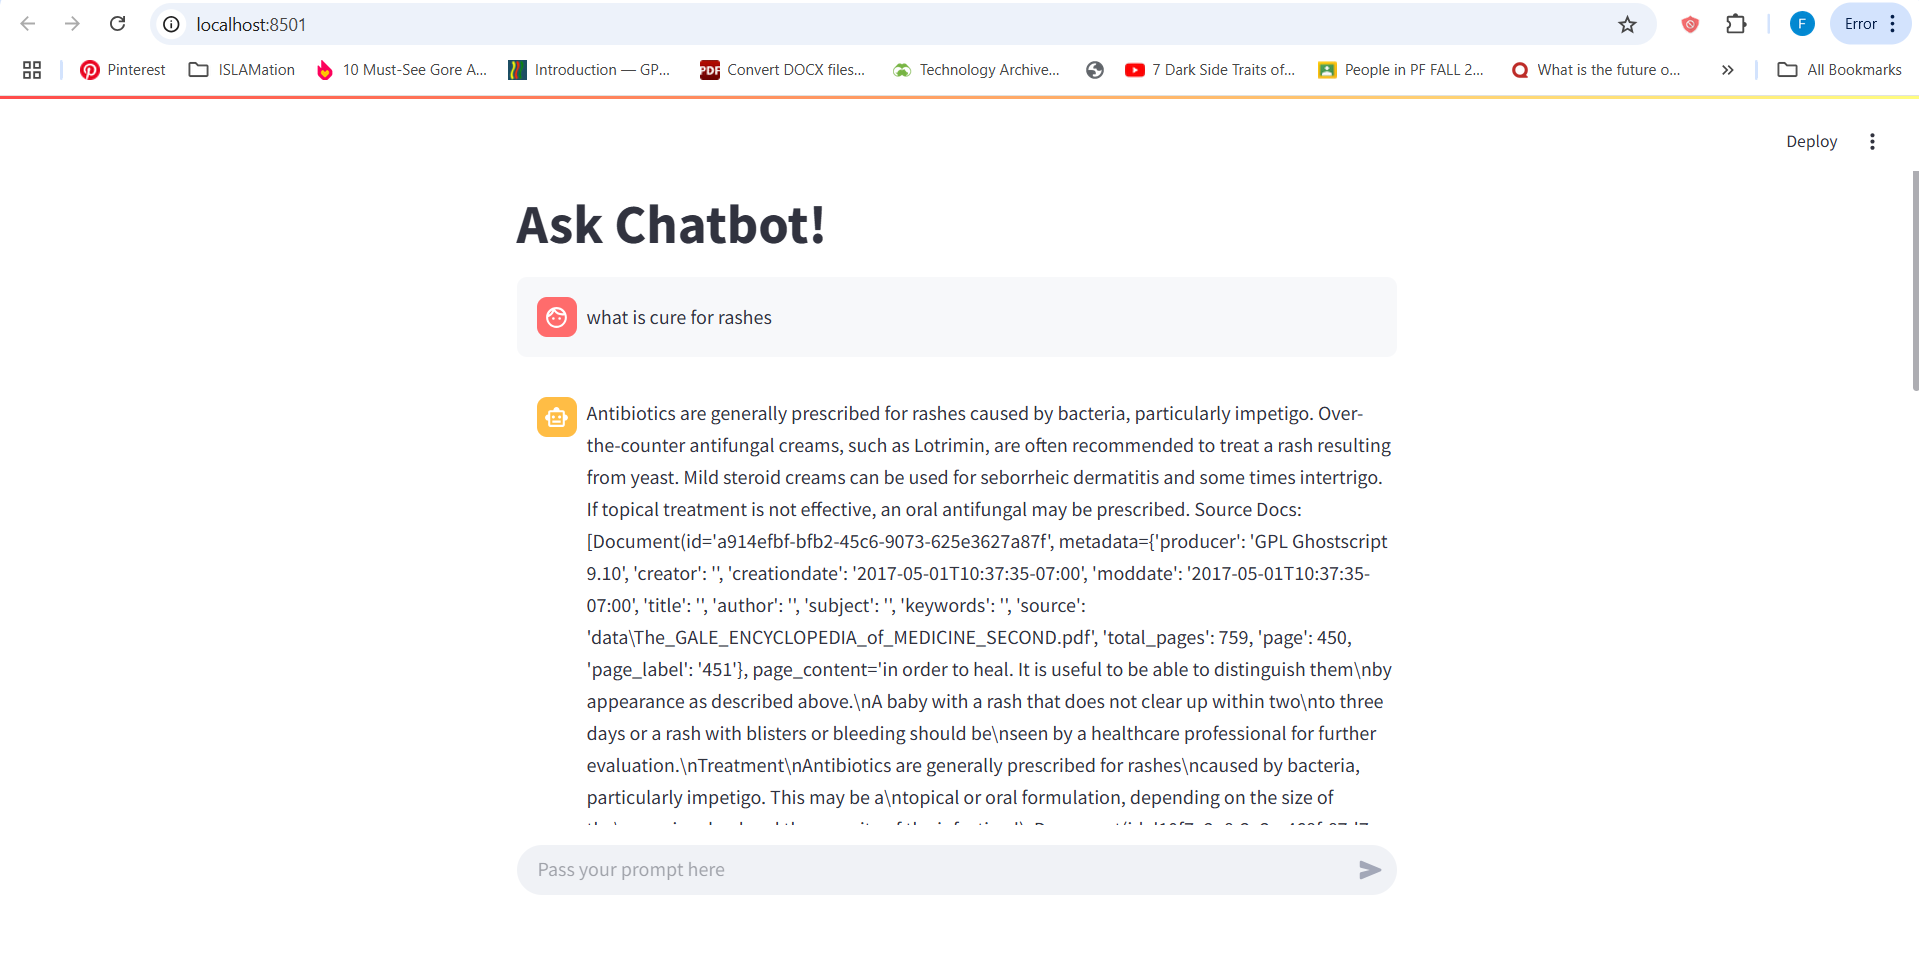 localhost:8501
F
Error
Pinterest
ISLAMation
10 Must-See Gore A...
Introduction — GP...
PDF
Convert DOCX files...
Technology Archive...
7 Dark Side Traits of...
People in PF FALL 2...
What is the future o...
All Bookmarks
Deploy
Ask Chatbot!
what is cure for rashes
Antibiotics are generally prescribed for rashes caused by bacteria, particularly impetigo. Over-
the-counter antifungal creams, such as Lotrimin, are often recommended to treat a rash resulting
from yeast. Mild steroid creams can be used for seborrheic dermatitis and some times intertrigo.
If topical treatment is not effective, an oral antifungal may be prescribed. Source Docs:
[Document(id='a914efbf-bfb2-45c6-9073-625e3627a87f', metadata={'producer': 'GPL Ghostscript
9.10', 'creator': '', 'creationdate': '2017-05-01T10:37:35-07:00', 'moddate': '2017-05-01T10:37:35-
07:00', 'title': '', 'author': '', 'subject': '', 'keywords': '', 'source':
'data\The_GALE_ENCYCLOPEDIA_of_MEDICINE_SECOND.pdf', 'total_pages': 759, 'page': 450,
'page_label': '451'}, page_content='in order to heal. It is useful to be able to distinguish them\nby
appearance as described above.\nA baby with a rash that does not clear up within two\nto three
days or a rash with blisters or bleeding should be\nseen by a healthcare professional for further
evaluation.\nTreatment\nAntibiotics are generally prescribed for rashes\ncaused by bacteria,
particularly impetigo. This may be a\ntopical or oral formulation, depending on the size of
Pass your prompt here